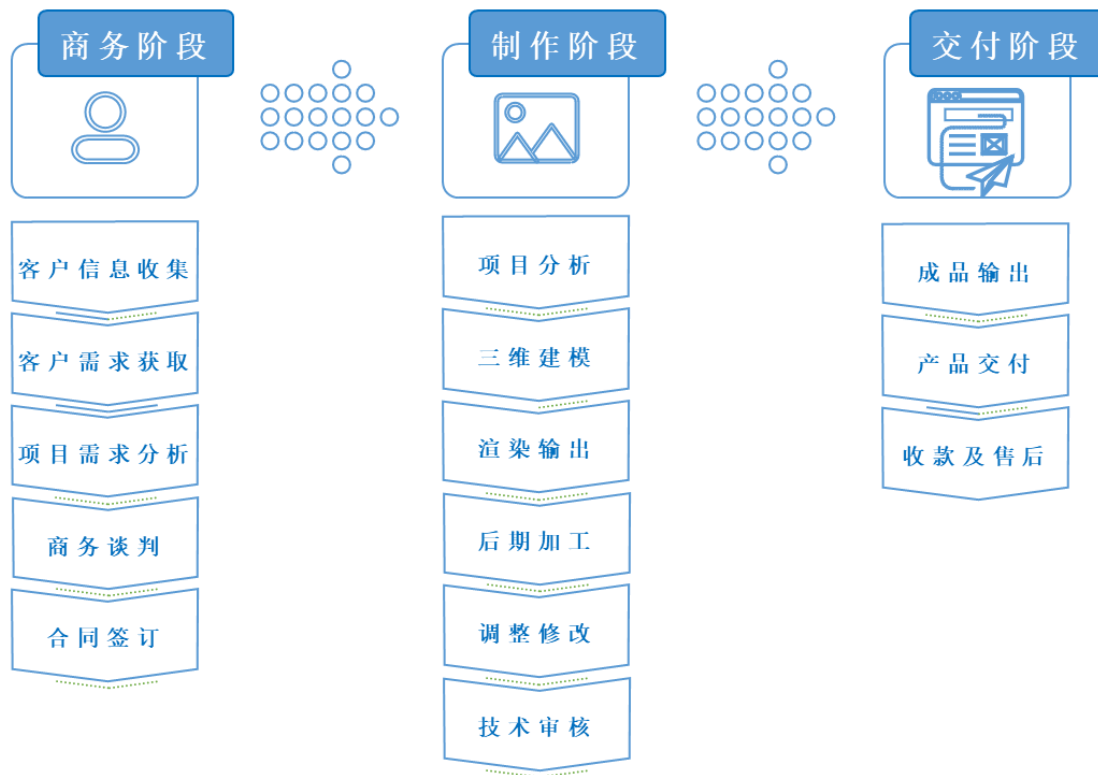 商务阶段
客户信息收集
客户需求获取
项目需求分析
商务谈判
合同签订
制作阶段
项目分析
三维建模
渲染输出
后期加工
调整修改
技术审核
交付阶段
成品输出
产品交付
收款及售后